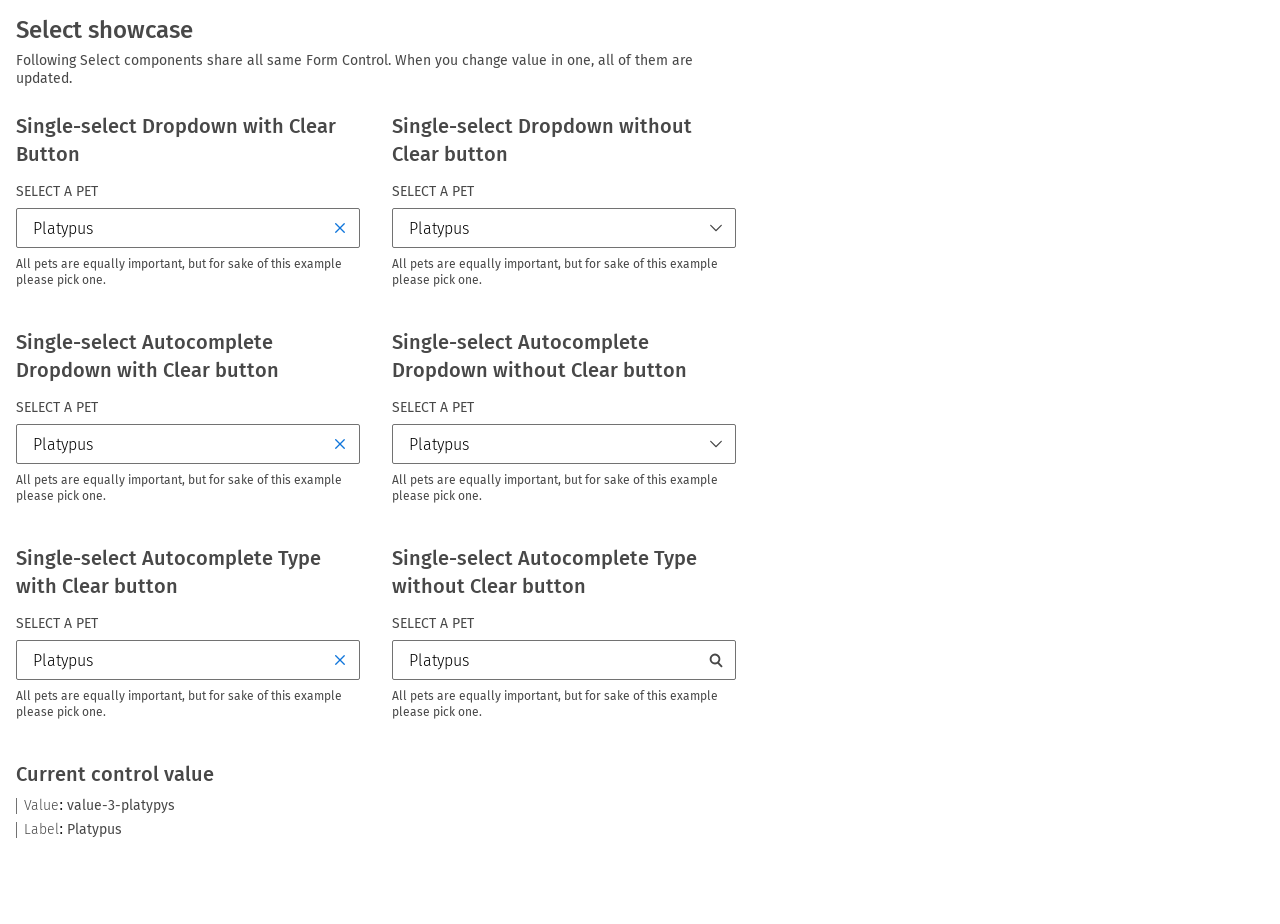 Select showcase
Following Select components share all same Form Control. When you change value in one, all of them are
updated.
Single-select Dropdown with Clear
Button
SELECT A PET
Platypus
All pets are equally important, but for sake of this example
please pick one.
Single-select Dropdown without
Clear button
SELECT A PET
Platypus
All pets are equally important, but for sake of this example
please pick one.
Single-select Autocomplete
Dropdown with Clear button
SELECT A PET
Platypus
All pets are equally important, but for sake of this example
please pick one.
Single-select Autocomplete
Dropdown without Clear button
SELECT A PET
Platypus
All pets are equally important, but for sake of this example
please pick one.
Single-select Autocomplete Type
with Clear button
SELECT A PET
Platypus
All pets are equally important, but for sake of this example
please pick one.
Single-select Autocomplete Type
without Clear button
SELECT A PET
Platypus
All pets are equally important, but for sake of this example
please pick one.
Current control value
Value: value-3-platypys
Label: Platypus